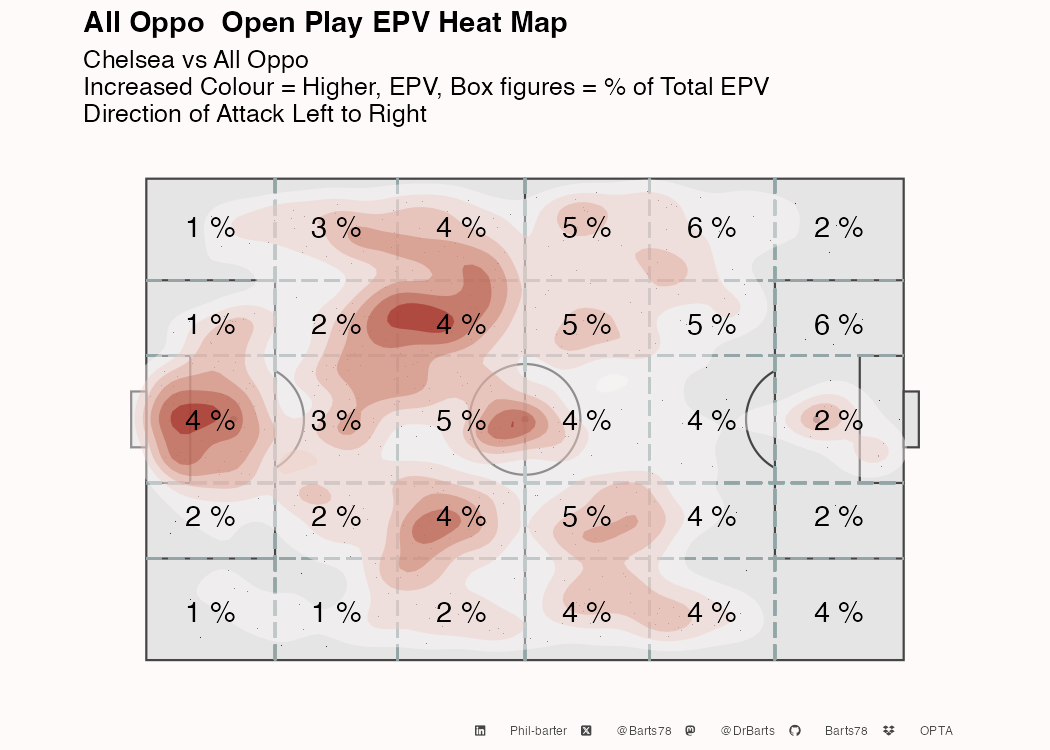 All Oppo  Open Play EPV Heat Map
Chelsea vs All Oppo
Increased Colour = Higher, EPV, Box figures = % of Total EPV
Direction of Attack Left to Right
1 % 3 % 4 % 5 % 6 % 2 %
1 % 2 % 4 % 5 % 5 % 6 %
4 % 3 % 5 % 4 % 4 % 2 %
2 % 2 % 4 % 5 % 4 % 2 %
1 % 1 % 2 % 4 % 4 % 4 %
Phil-barter @Barts78 @DrBarts Barts78 OPTA